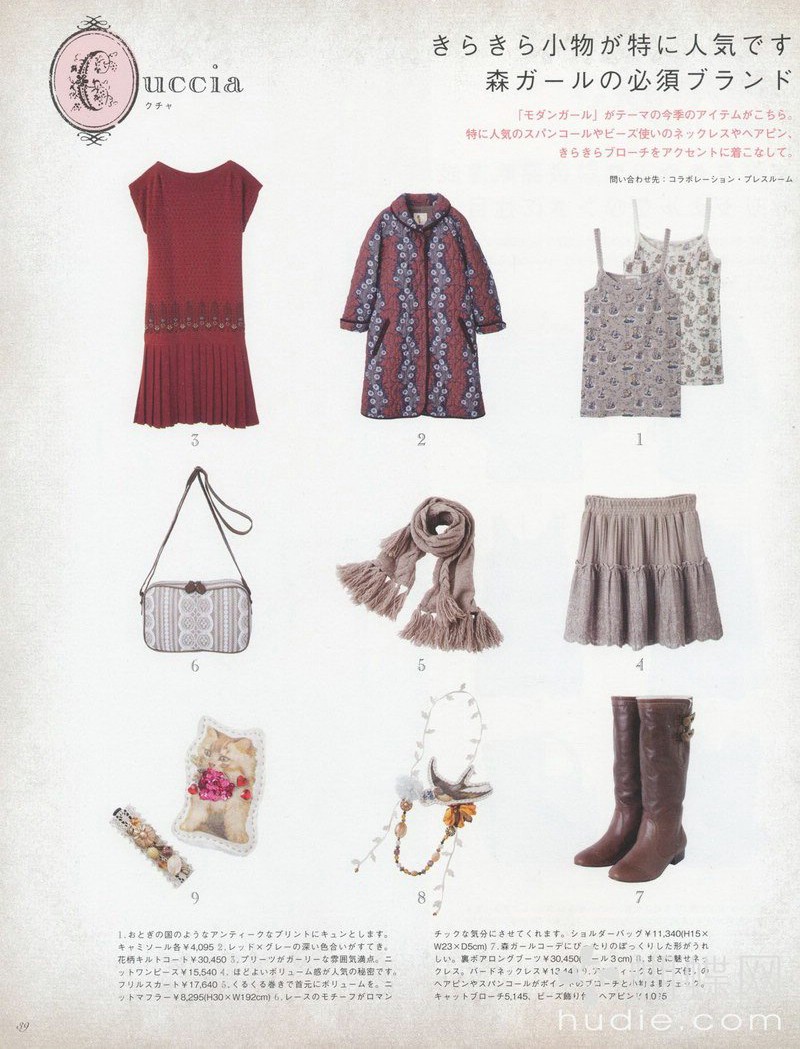 Cuccia
クチャ
きらきら小物が特に人気です
森ガールの必須ブランド
「モダンガール」がテーマの今季のアイテムがこちら。
特に人気のスパンコールやビーズ使いのネックレスやヘアピン、
きらきらブローチをアクセントに着こなして。
問い合わせ先：コラボレーション・プレスルーム
3
2
1
6
5
4
9
8
7
1.おとぎの国のようなアンティークなプリントにキュンとします。
キャミソール各¥4,095 2.レッド×グレーの深い色合いがすてき。
花柄キルトコート¥30,450 3.プリーツがガーリーな雰囲気満点。ニ
ットワンピース¥15,540 4.ほどよいボリューム感が人気の秘密です。
フリルスカート¥17,640 5.くるくる巻きで首元にボリュームを。ニ
ットマフラー¥8,295(H30×W192cm) 6.レースのモチーフがロマン
チックな気分にさせてくれます。ショルダーバッグ¥11,340(H15×
W23×D5cm) 7.森ガールコーデにぴったりのぽっくりした形がうれ
しい。裏ボアロングブーツ¥30,450(ヒール3cm) 8.まさに魅せネ
クレス。バードネックレス
ヘアピンやスパンコールがポイントのブローチと小物は要チェック。
キャットブローチ5,145、ビーズ飾り付 ヘアピン
39
hudie.com